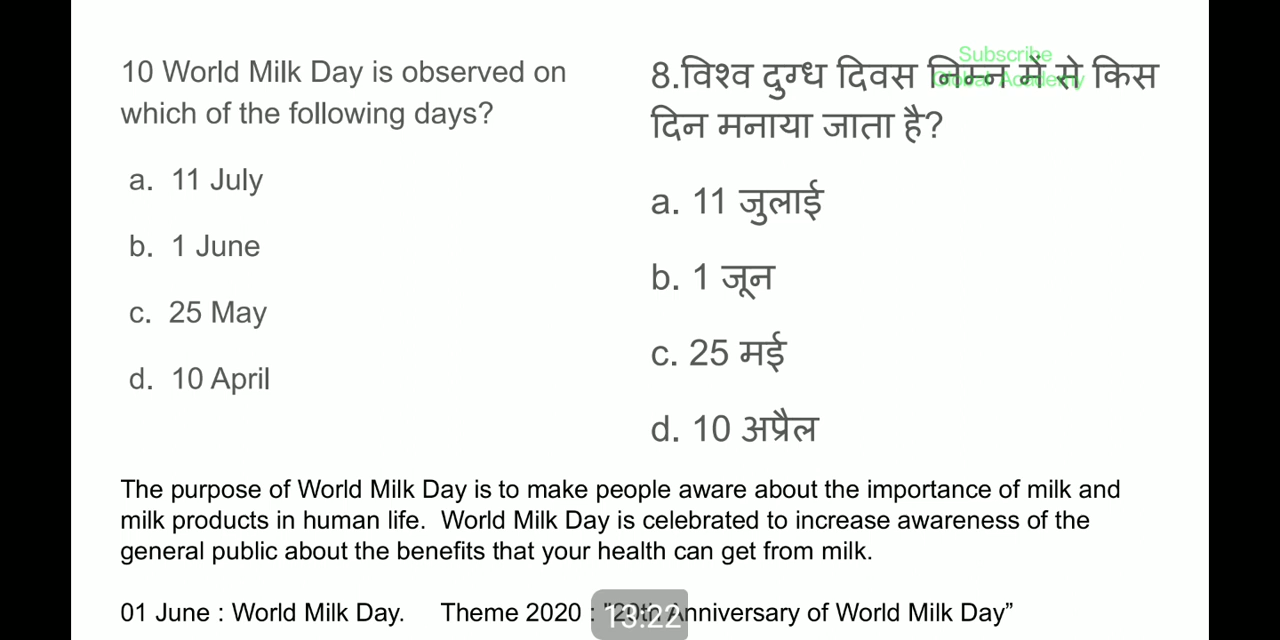 10 World Milk Day is observed on
which of the following days?
a. 11 July
b. 1 June
c. 25 May
d. 10 April
Subscribe
Global Academy
8.विश्व दुग्ध दिवस निम्न में से किस
दिन मनाया जाता है?
a. 11 जुलाई
b. 1 जून
c. 25 मई
d. 10 अप्रैल
The purpose of World Milk Day is to make people aware about the importance of milk and
milk products in human life. World Milk Day is celebrated to increase awareness of the
general public about the benefits that your health can get from milk.
01 June : World Milk Day. Theme 2020 : "20th Anniversary of World Milk Day”
13:22